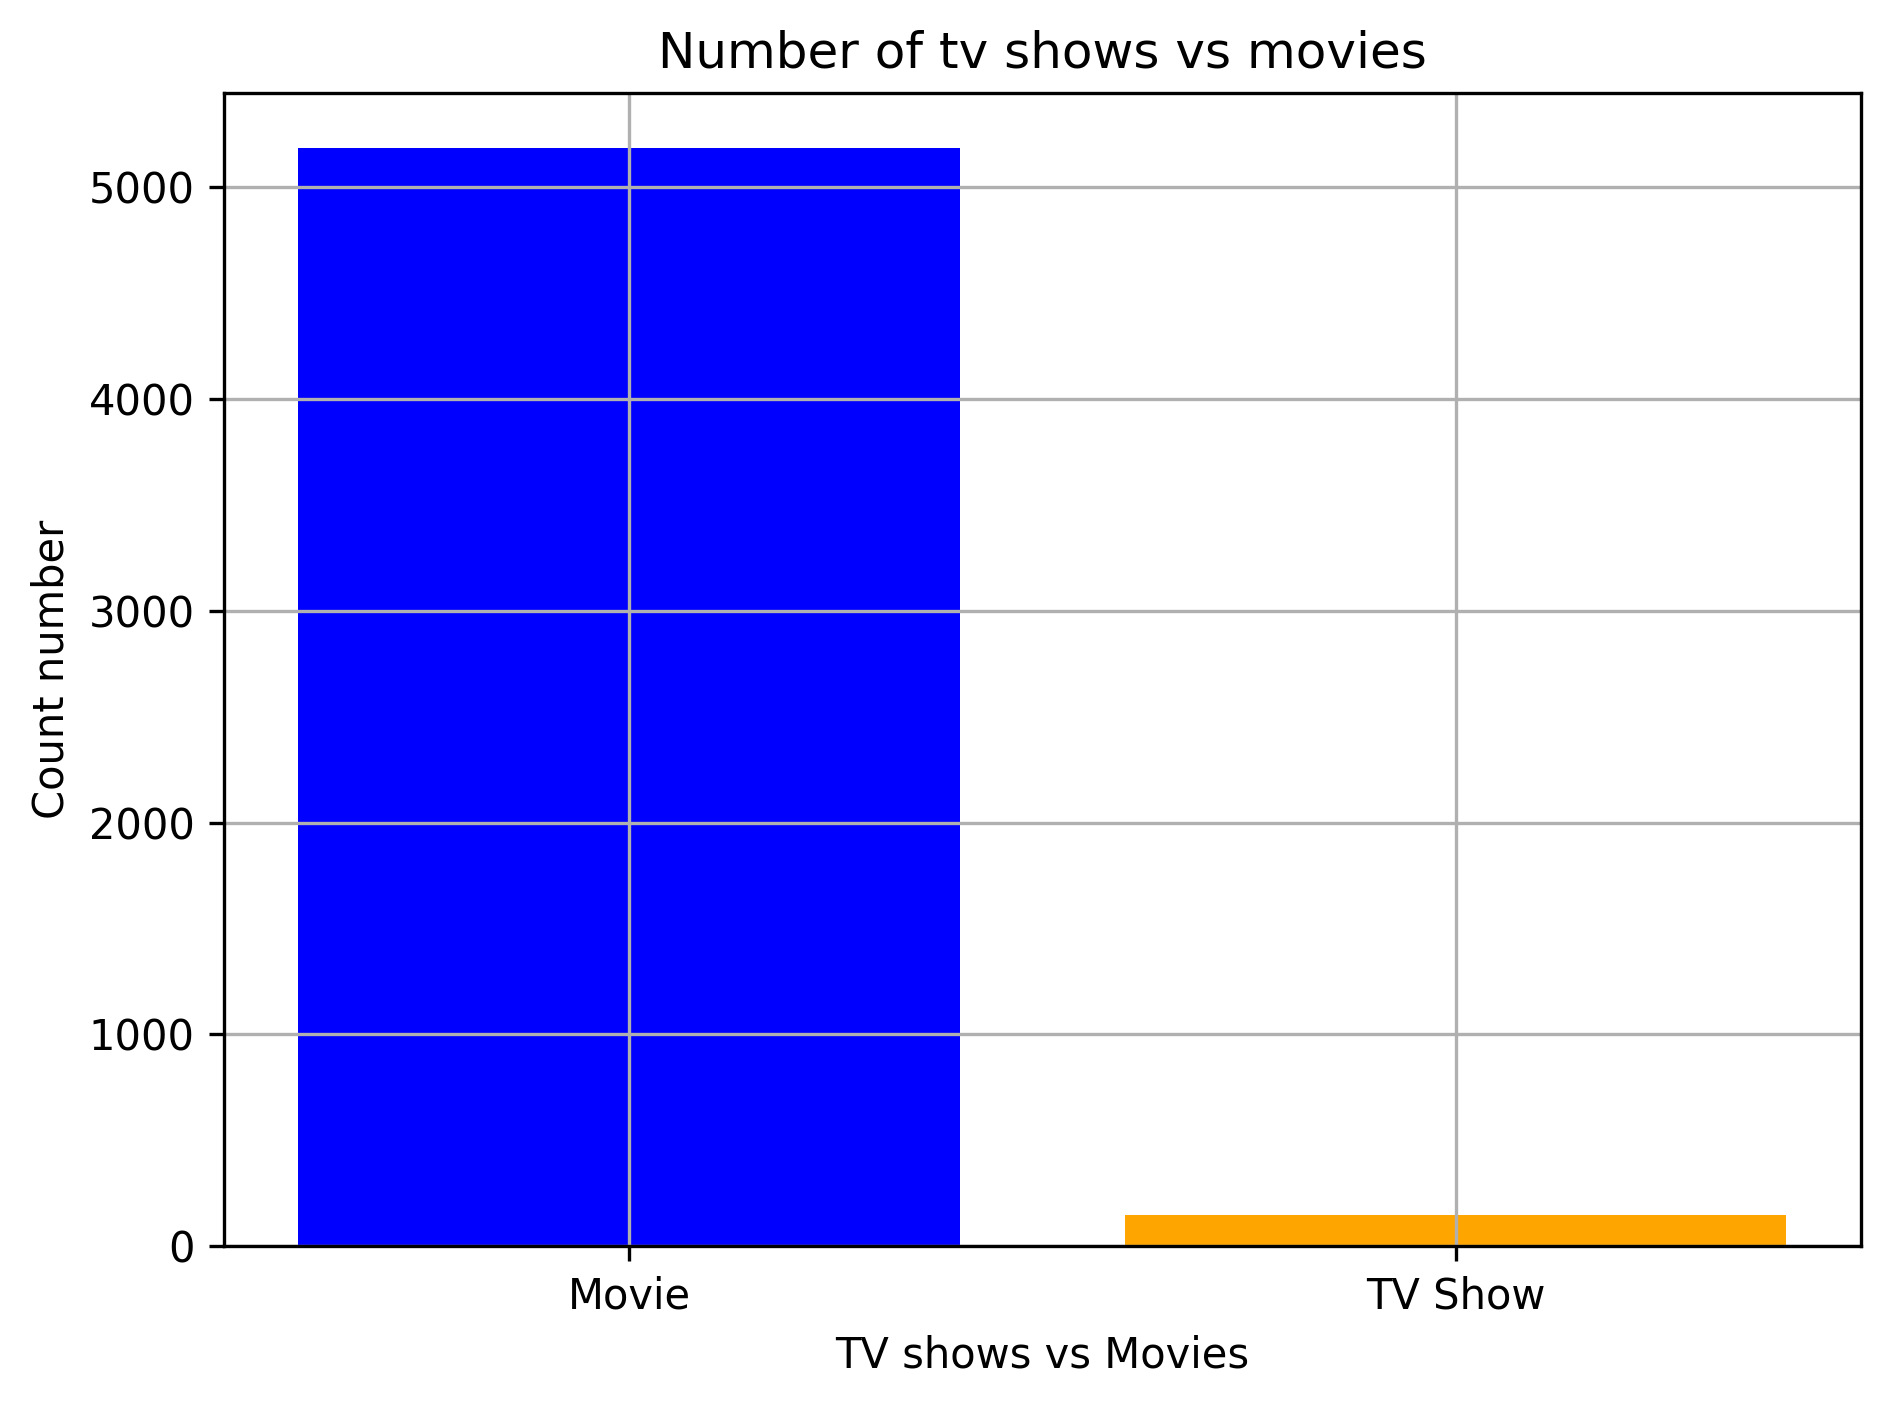 Number of tv shows vs movies
Count number
5000
4000
3000
2000
1000
0
Movie
TV Show
TV shows vs Movies